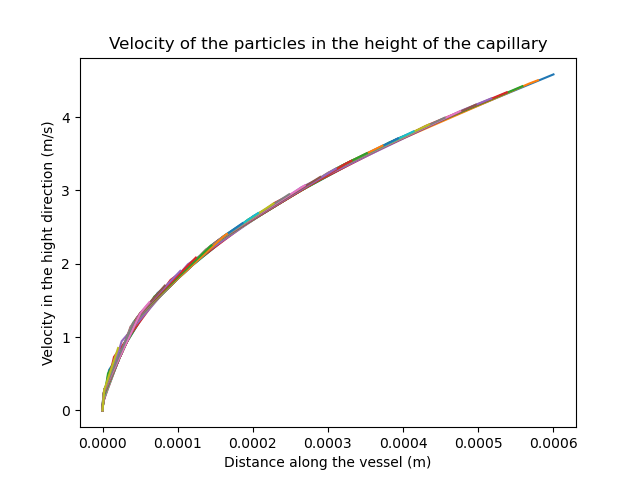 Velocity of the particles in the height of the capillary
Velocity in the hight direction (m/s)
4
3
2
1
0
0.0000 0.0001 0.0002 0.0003 0.0004 0.0005 0.0006
Distance along the vessel (m)